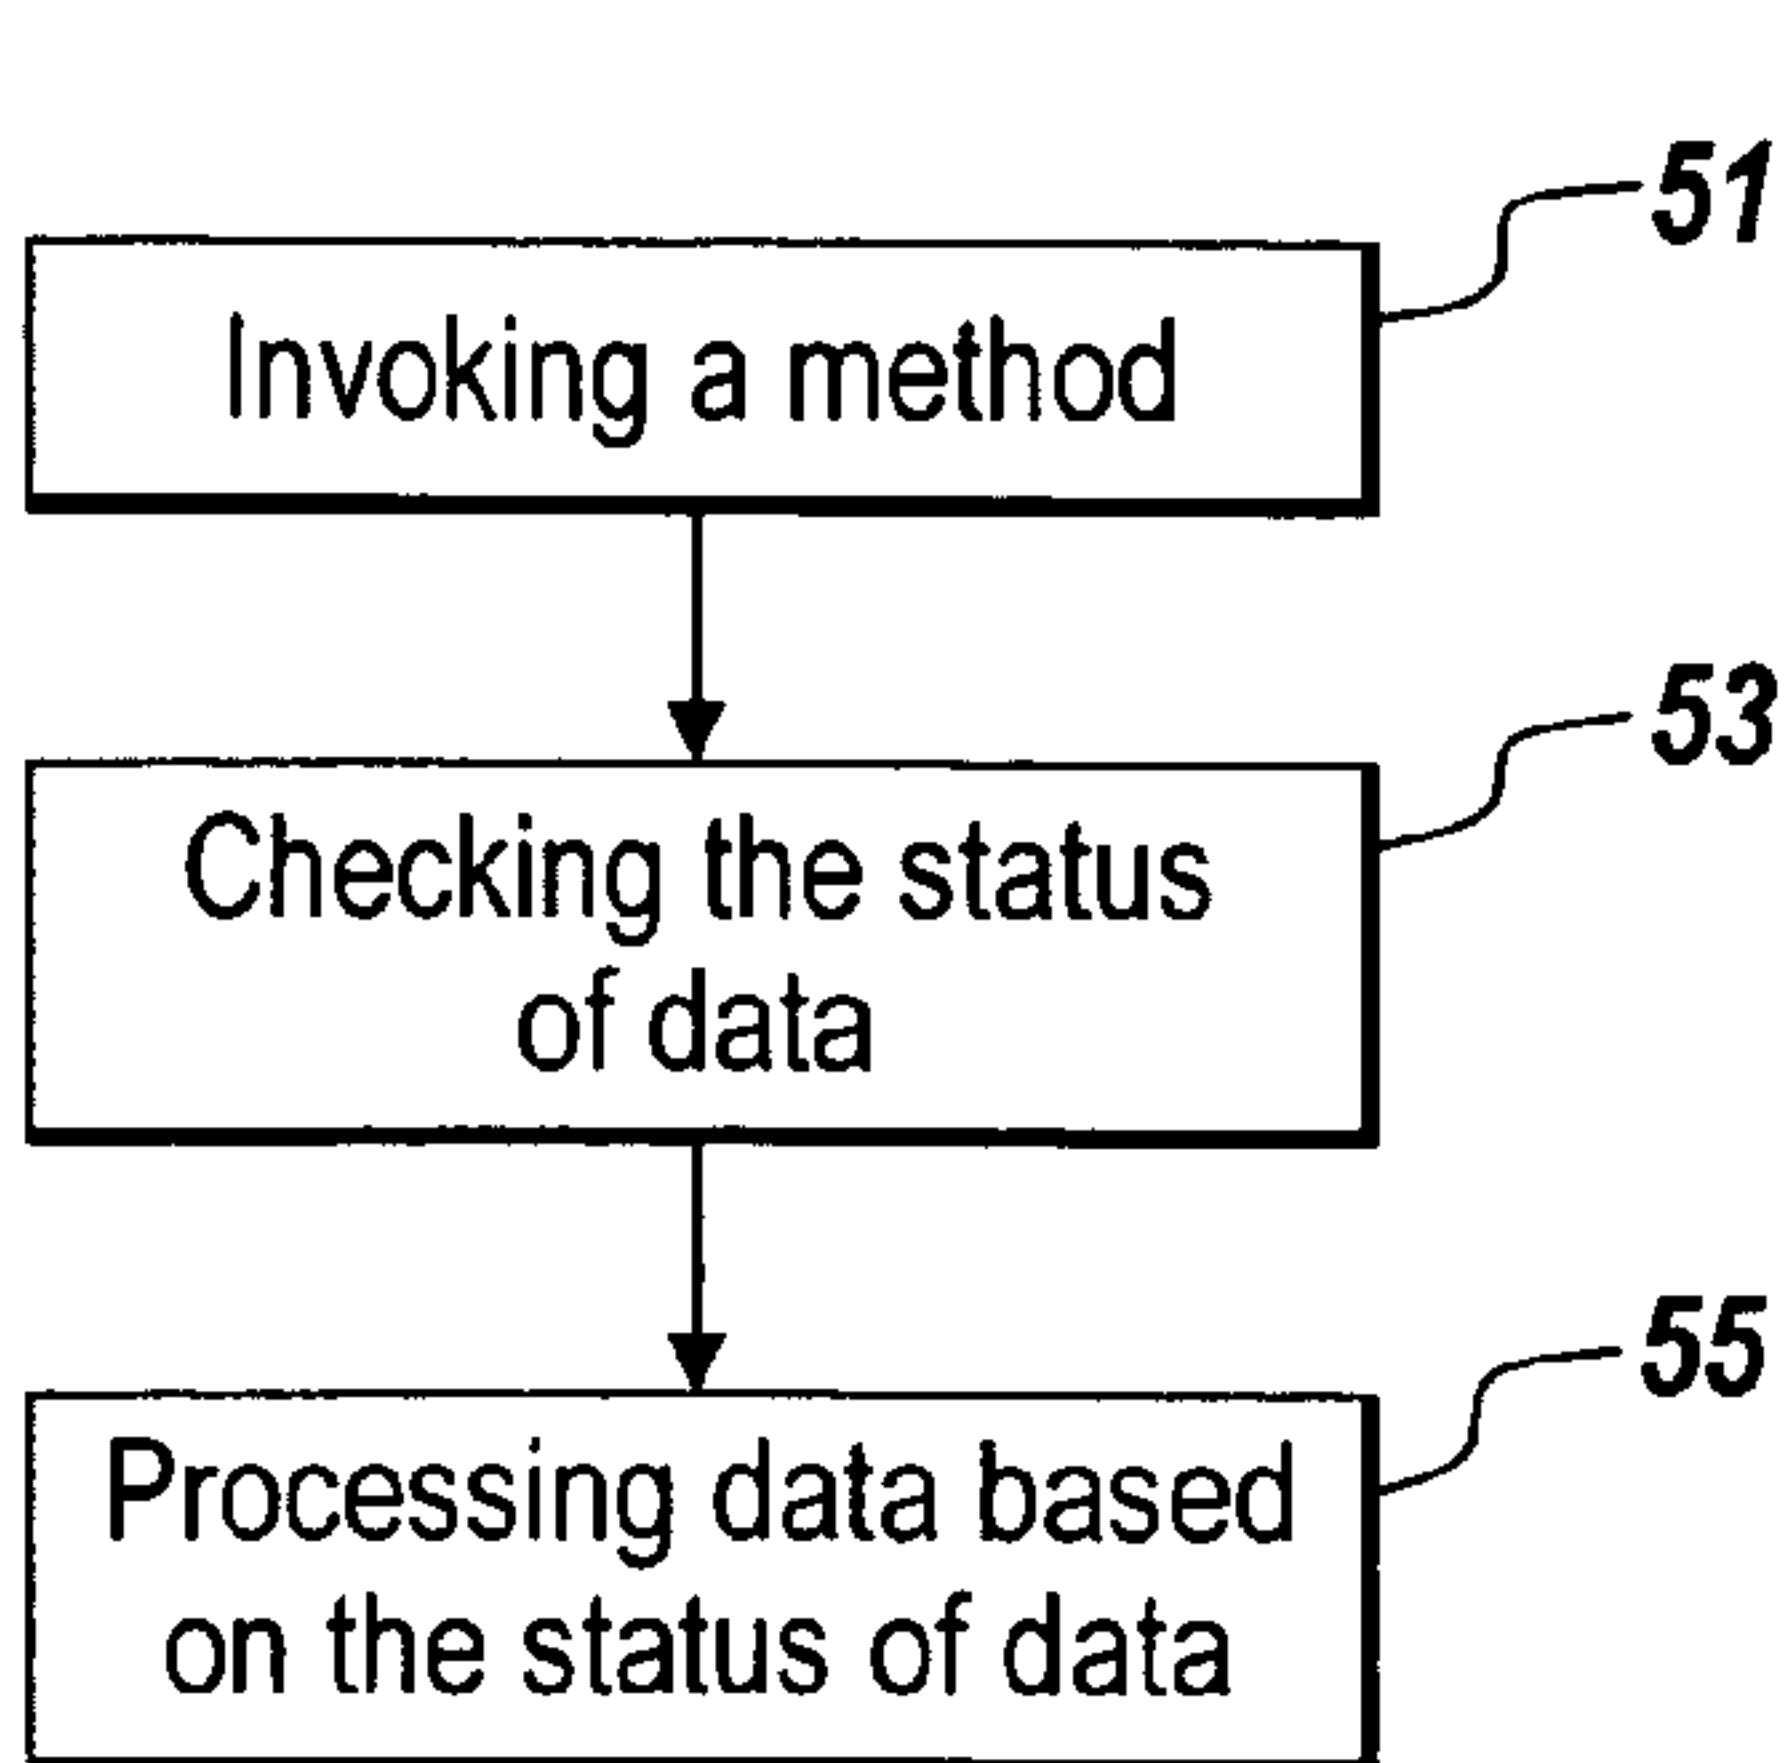 51
Invoking a method
53
Checking the status
of data
55
Processing data based
on the status of data